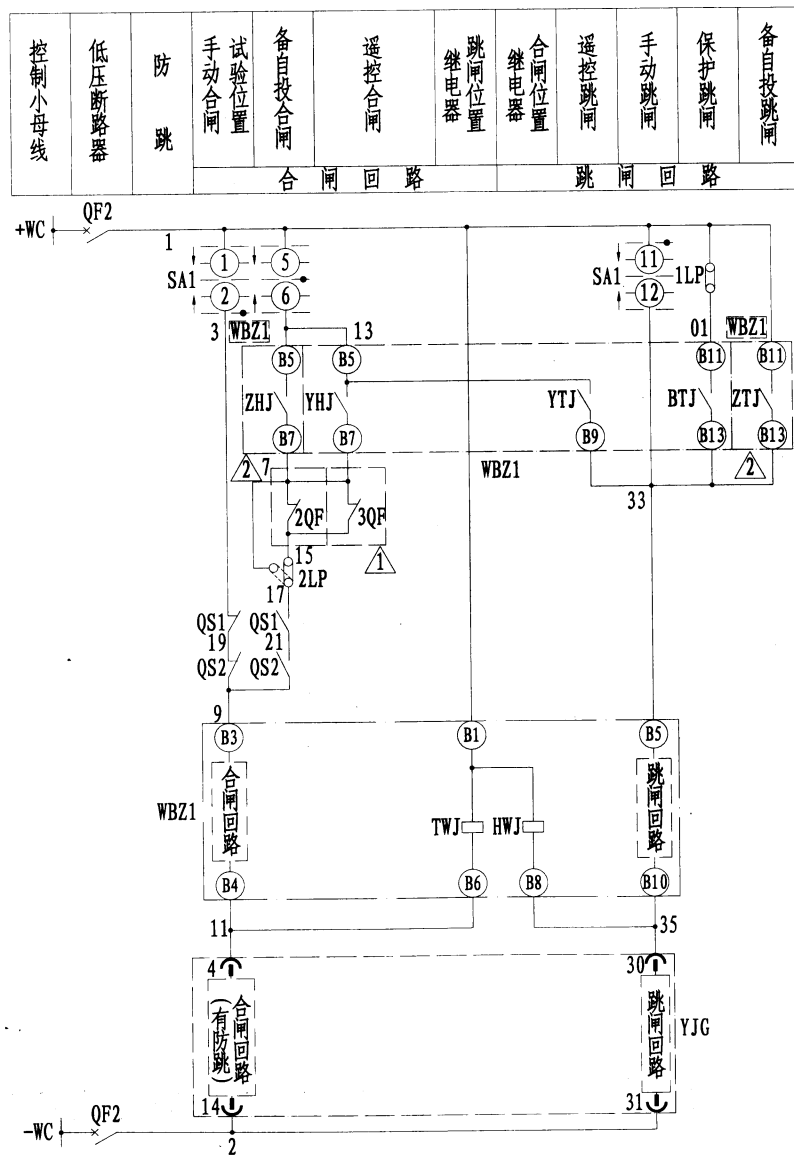 控制小母线
低压断路器
防跳
试验位置
手动合闸
备自投合闸
遥控合闸
跳闸位置
继电器
合闸位置
继电器
遥控跳闸
手动跳闸
保护跳闸
备自投跳闸
合闸回路
跳闸回路
+WC
QF2
1
SA1
1
2
5
6
SA1
11
12
1LP
3
WBZ1
13
01
WBZ1
B5
B5
B11
B11
ZHJ
YHJ
YTJ
BTJ
ZTJ
B7
B7
B9
B13
B13
2
7
WBZ1
2
33
2QF
3QF
1
15
2LP
17
QS1
QS1
19
21
QS2
QS2
9
B3
B1
B5
WBZ1
合闸回路
TWJ
HWJ
跳闸回路
B4
B6
B8
B10
11
35
4
30
合闸回路
(有防跳)
跳闸回路
YJG
14
31
-WC
QF2
2